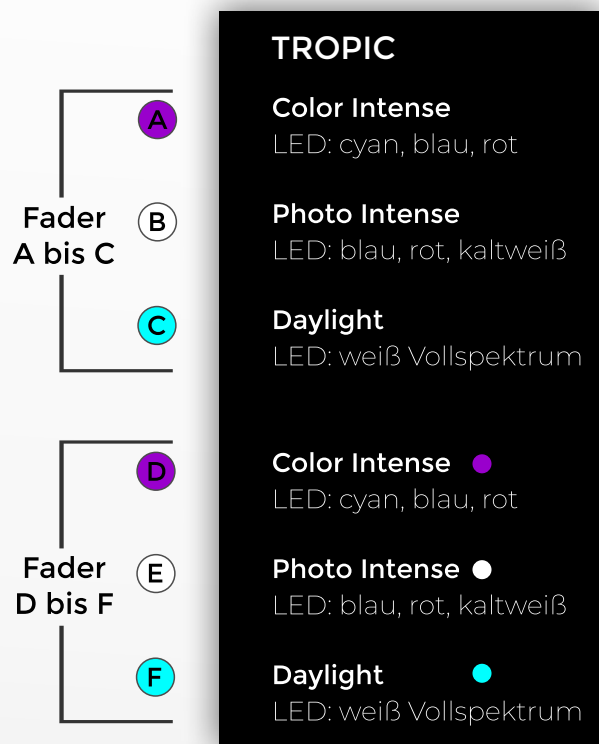 TROPIC
Fader
A bis C
A
Color Intense
LED: cyan, blau, rot
B
Photo Intense
LED: blau, rot, kaltweiß
C
Daylight
LED: weiß Vollspektrum
Fader
D bis F
D
Color Intense
LED: cyan, blau, rot
E
Photo Intense
LED: blau, rot, kaltweiß
F
Daylight
LED: weiß Vollspektrum